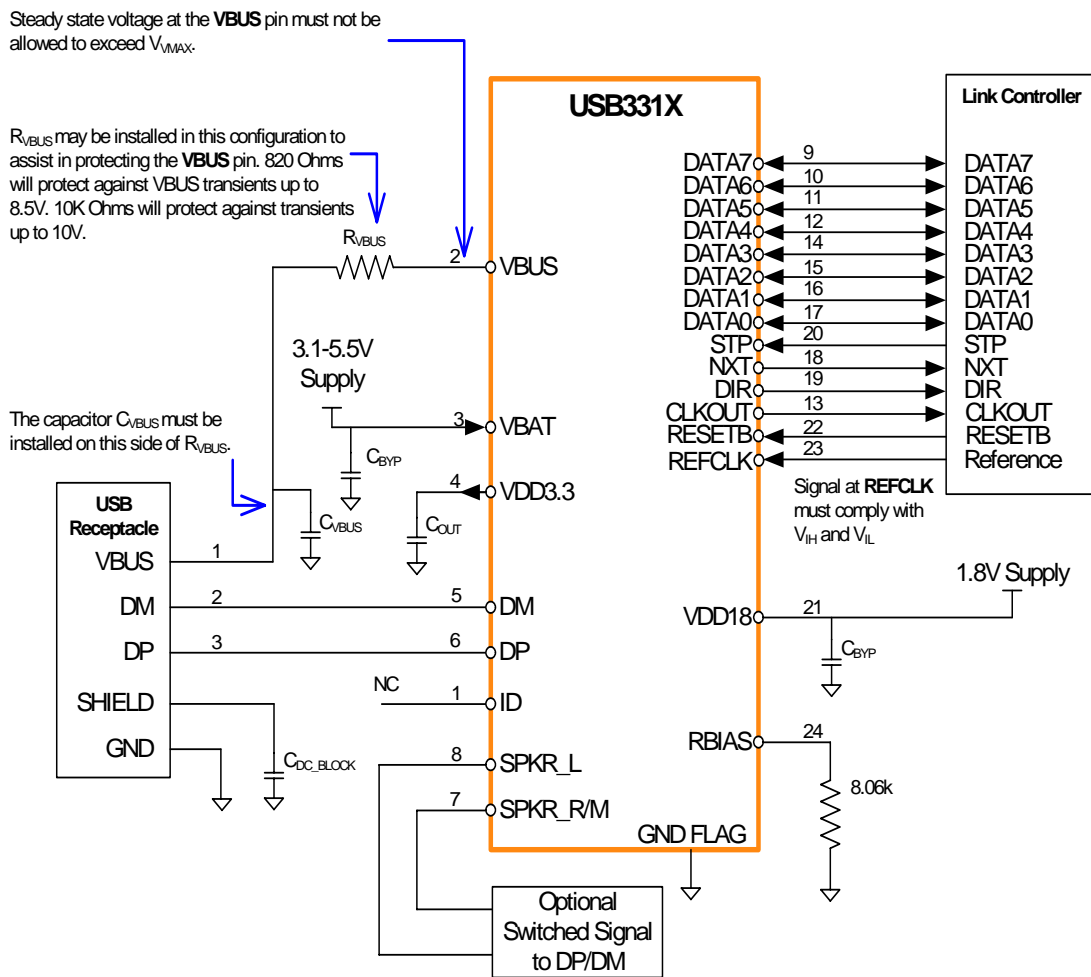 Steady state voltage at the VBUS pin must not be
allowed to exceed VVMAX.
RVBUS may be installed in this configuration to
assist in protecting the VBUS pin. 820 Ohms
will protect against VBUS transients up to
8.5V. 10K Ohms will protect against transients
up to 10V.
RVBUS
2
VBUS
3.1-5.5V
Supply
The capacitor CVBUS must be
installed on this side of RVBUS.
3
VBAT
CBYP
4
VDD3.3
CVBUS
COUT
USB
Receptacle
VBUS
1
DM
2
5
DM
DP
3
6
DP
SHIELD
NC
1
ID
GND
CDC_BLOCK
8
SPKR_L
7
SPKR_R/M
USB331X
Link Controller
DATA7
9
DATA7
DATA6
10
DATA6
DATA5
11
DATA5
DATA4
12
DATA4
DATA3
14
DATA3
DATA2
15
DATA2
DATA1
16
DATA1
DATA0
17
DATA0
STP
20
STP
NXT
18
NXT
DIR
19
DIR
CLKOUT
13
CLKOUT
RESETB
22
RESETB
REFCLK
23
Reference
Signal at REFCLK
must comply with
VIH and VIL
1.8V Supply
VDD18
21
CBYP
RBIAS
24
8.06k
GND FLAG
Optional
Switched Signal
to DP/DM